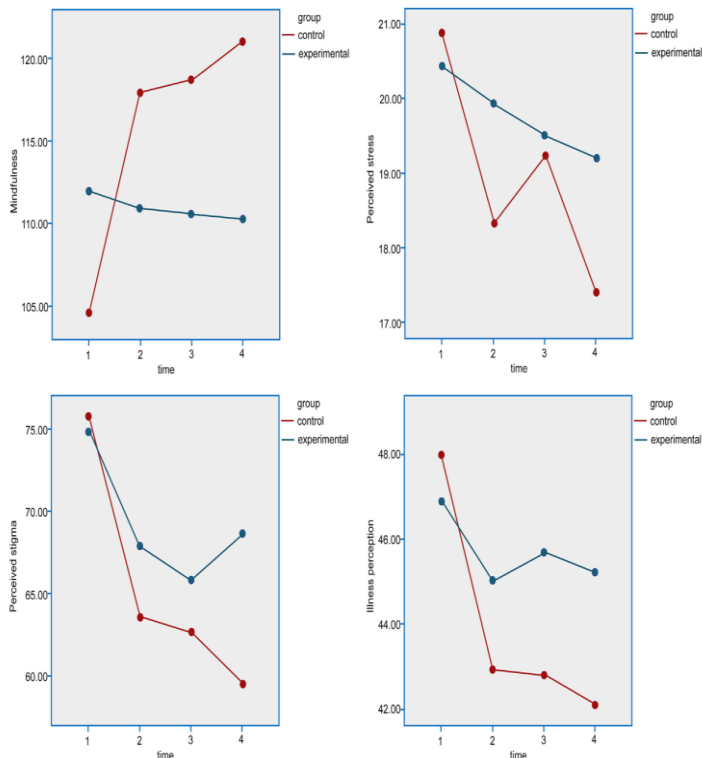 group
control
experimental
120.00
115.00
110.00
105.00
Mindfulness
1 2 3 4
time
group
control
experimental
21.00
20.00
19.00
18.00
17.00
Perceived stress
1 2 3 4
time
group
control
experimental
75.00
70.00
65.00
60.00
Perceived stigma
1 2 3 4
time
group
control
experimental
48.00
46.00
44.00
42.00
Illness perception
1 2 3 4
time